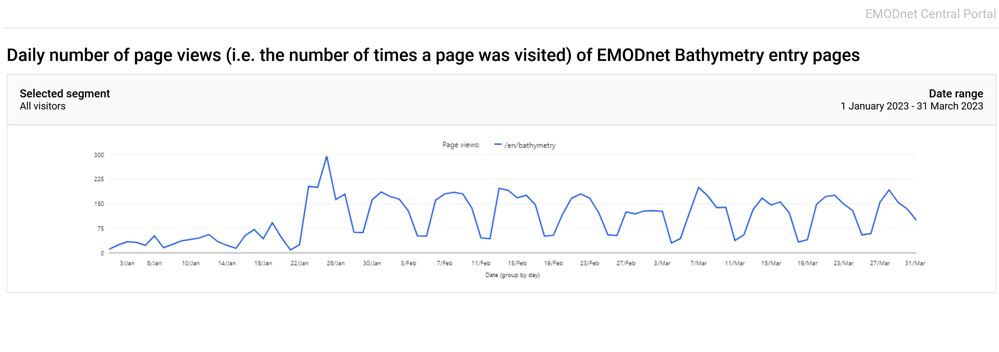 EMODnet Central Portal
Daily number of page views (i.e. the number of times a page was visited) of EMODnet Bathymetry entry pages
Selected segment
All visitors
Date range
1 January 2023 - 31 March 2023
Page views: /en/bathymetry
300
225
150
75
0
3/Jan 6/Jan 10/Jan 14/Jan 18/Jan 22/Jan 26/Jan 30/Jan 3/Feb 7/Feb 11/Feb 15/Feb 19/Feb 23/Feb 27/Feb 3/Mar 7/Mar 11/Mar 15/Mar 19/Mar 23/Mar 27/Mar 31/Mar
Date (group by day)